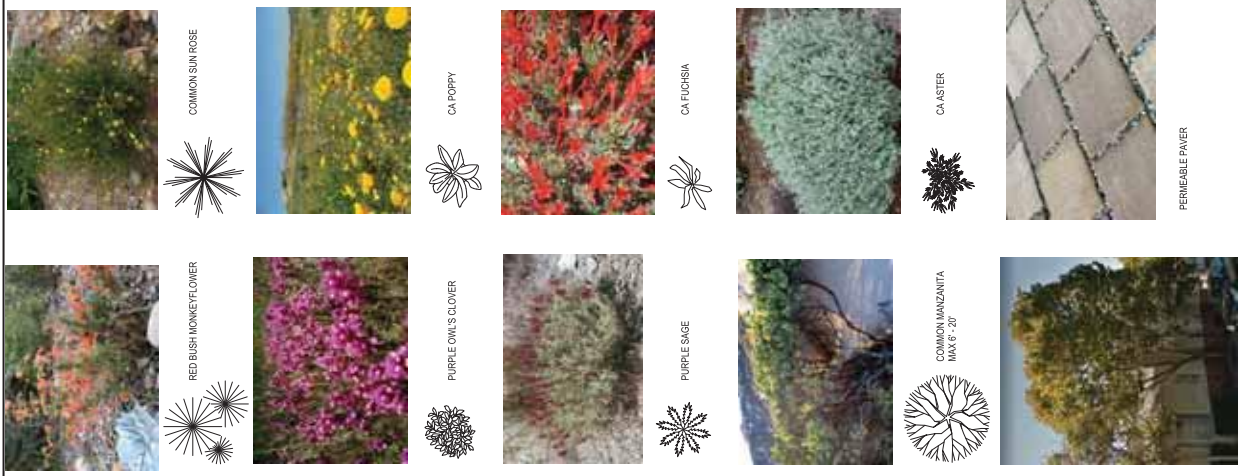 COMMON SUN ROSE
CA POPPY
CA FUCHSIA
CA ASTER
PERMEABLE PAVER
RED BUSH MONKEYFLOWER
PURPLE OWL'S CLOVER
PURPLE SAGE
COMMON MANZANITA
MAX 6' - 20'